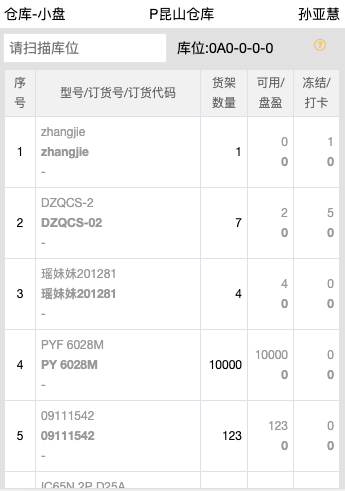 仓库-小盘 P昆山仓库 孙亚慧
请扫描库位 库位:0A0-0-0-0 ?
序号 型号/订货号/订货代码 货架数量 可用/盘盈 冻结/打卡
zhangjie 0 1
1 zhangjie 1 0 0
-
DZQCS-2 2 5
2 DZQCS-02 7 0 0
-
瑶妹妹201281 4 0
3 瑶妹妹201281 4 0 0
-
PYF 6028M 10000 0
4 PY 6028M 10000 0 0
-
09111542 123 0
5 09111542 123 0 0
-
IC65N 2P D25A